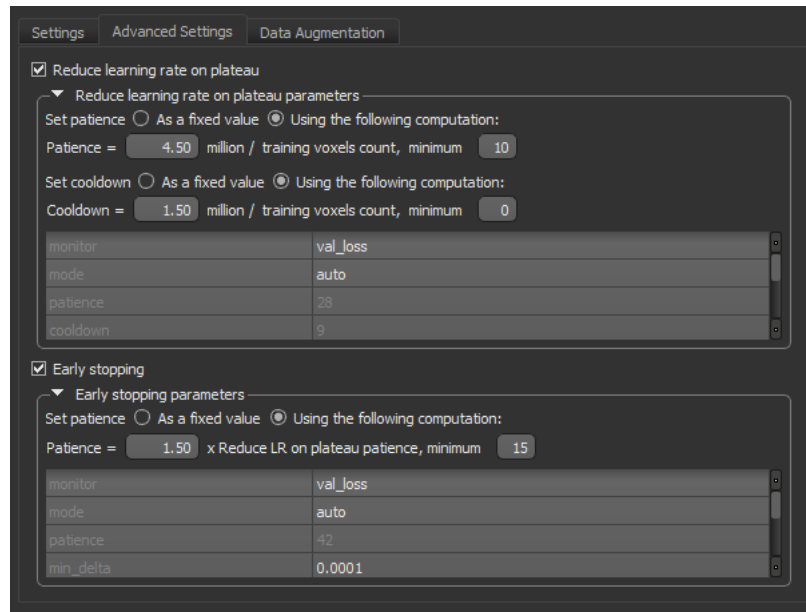 Settings Advanced Settings Data Augmentation
Reduce learning rate on plateau
Reduce learning rate on plateau parameters
Set patience As a fixed value Using the following computation:
Patience = 4.50 million / training voxels count, minimum 10
Set cooldown As a fixed value Using the following computation:
Cooldown = 1.50 million / training voxels count, minimum 0
monitor val_loss
mode auto
patience 28
cooldown 9
Early stopping
Early stopping parameters
Set patience As a fixed value Using the following computation:
Patience = 1.50 x Reduce LR on plateau patience, minimum 15
monitor val_loss
mode auto
patience 42
min_delta 0.0001